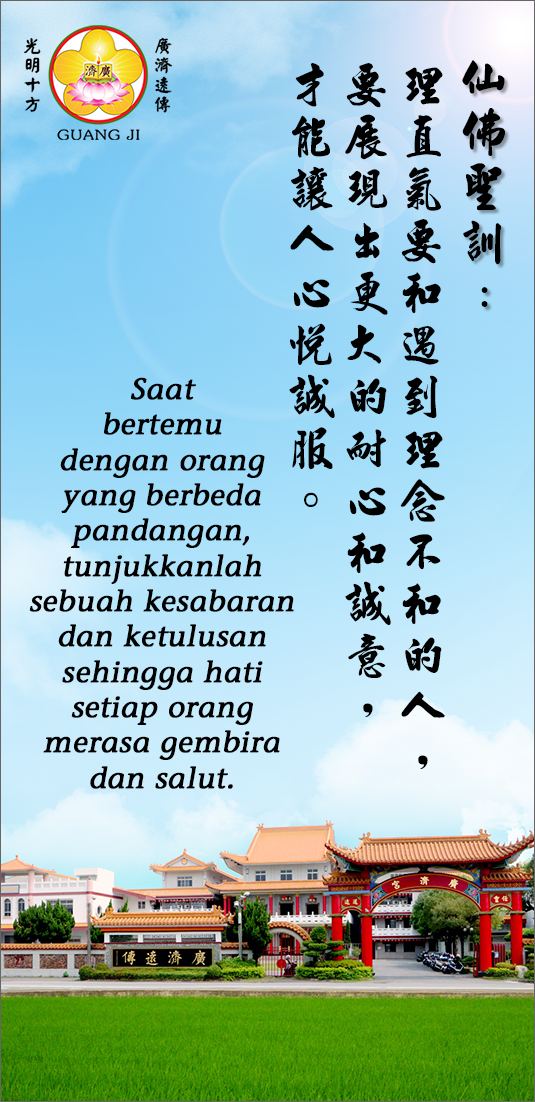 光明十方
廣濟遠傳
廣濟
GUANG JI
仙佛聖訓：
理直氣要和遇到理念不和的人，
要展現出更大的耐心和誠意，
才能讓人心悅誠服。
Saat
bertemu
dengan orang
yang berbeda
pandangan,
tunjukkanlah
sebuah kesabaran
dan ketulusan
sehingga hati
setiap orang
merasa gembira
dan salut.
宮濟廣
傳遠濟廣